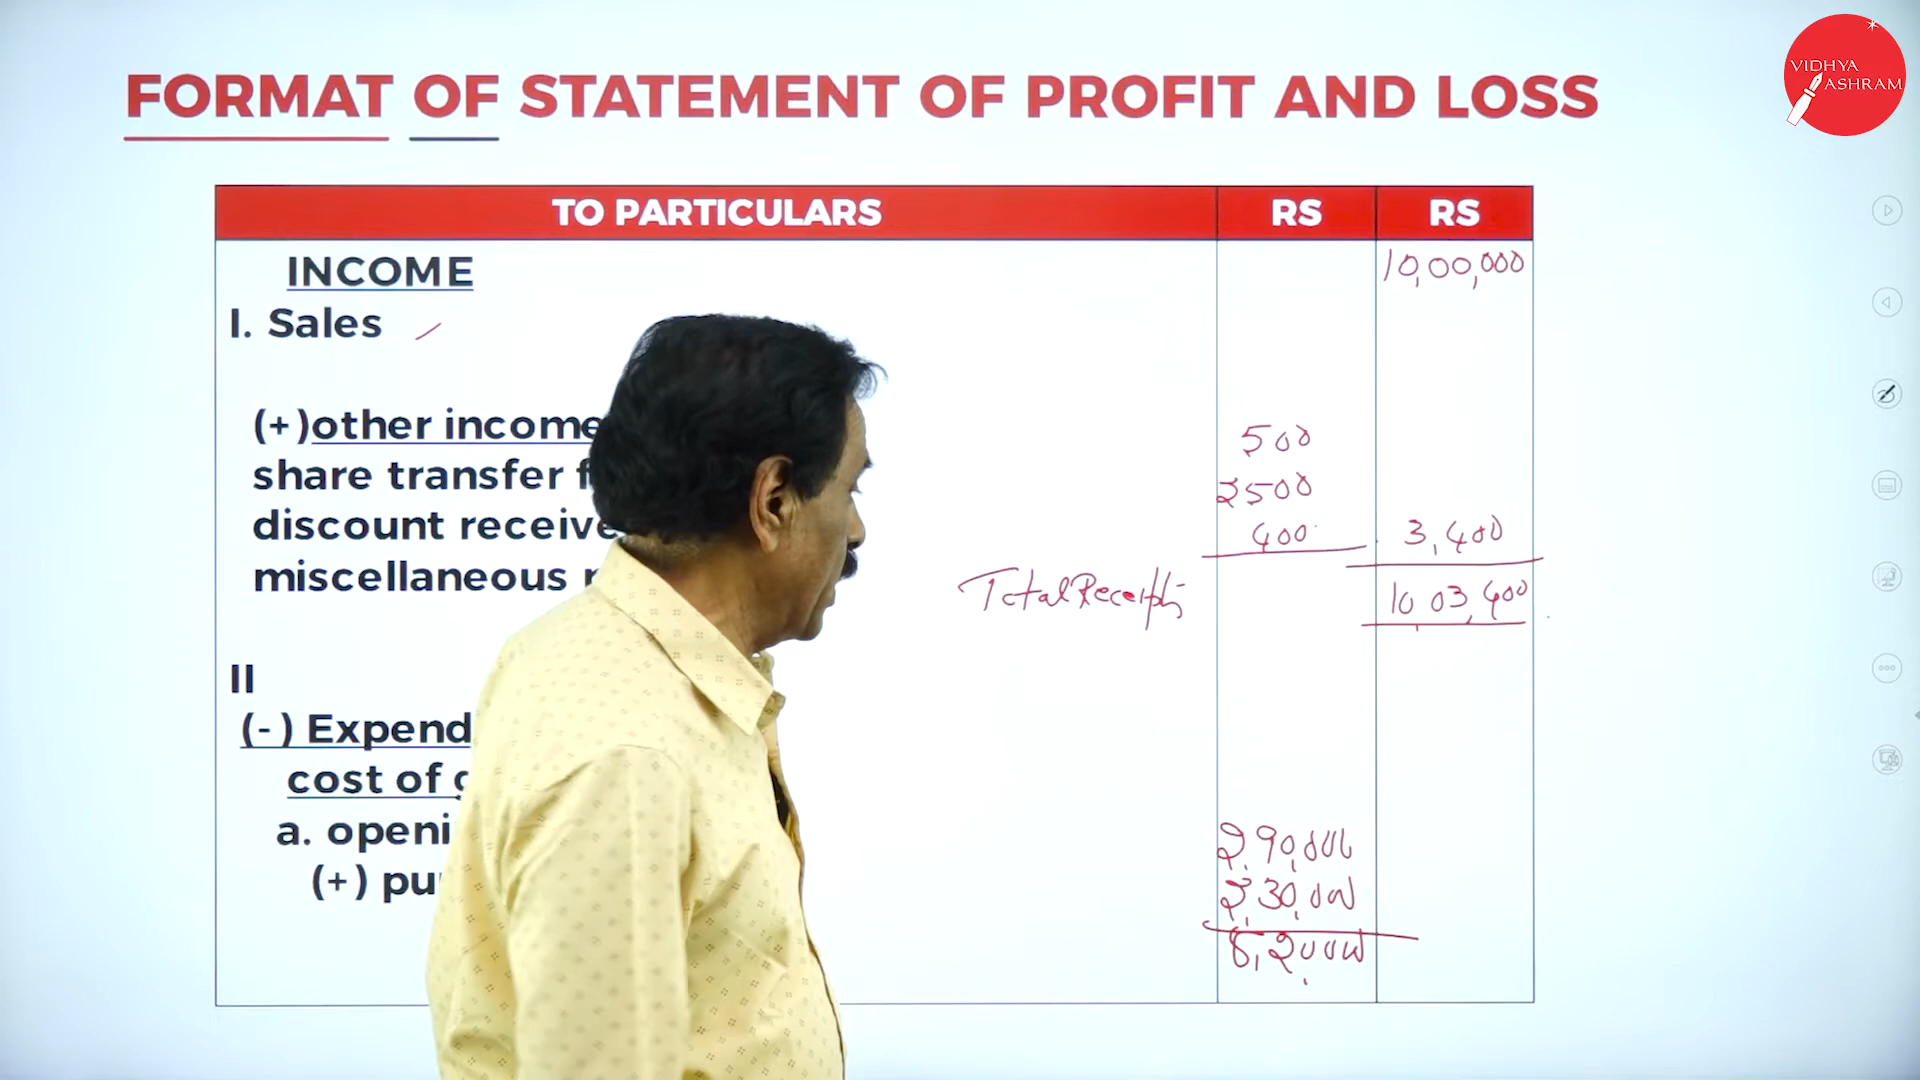 FORMAT OF STATEMENT OF PROFIT AND LOSS
VIDHYA
ASHRAM
TO PARTICULARS RS RS
INCOME 10,00,000
I. Sales
(+)other income 500
share transfer 2500
discount receive 400 3,400
miscellaneous Total Receipts 10,03,400
II
(-) Expend
cost of
a. openi 2,90,000
(+) pu 2,30,000
5,20,000